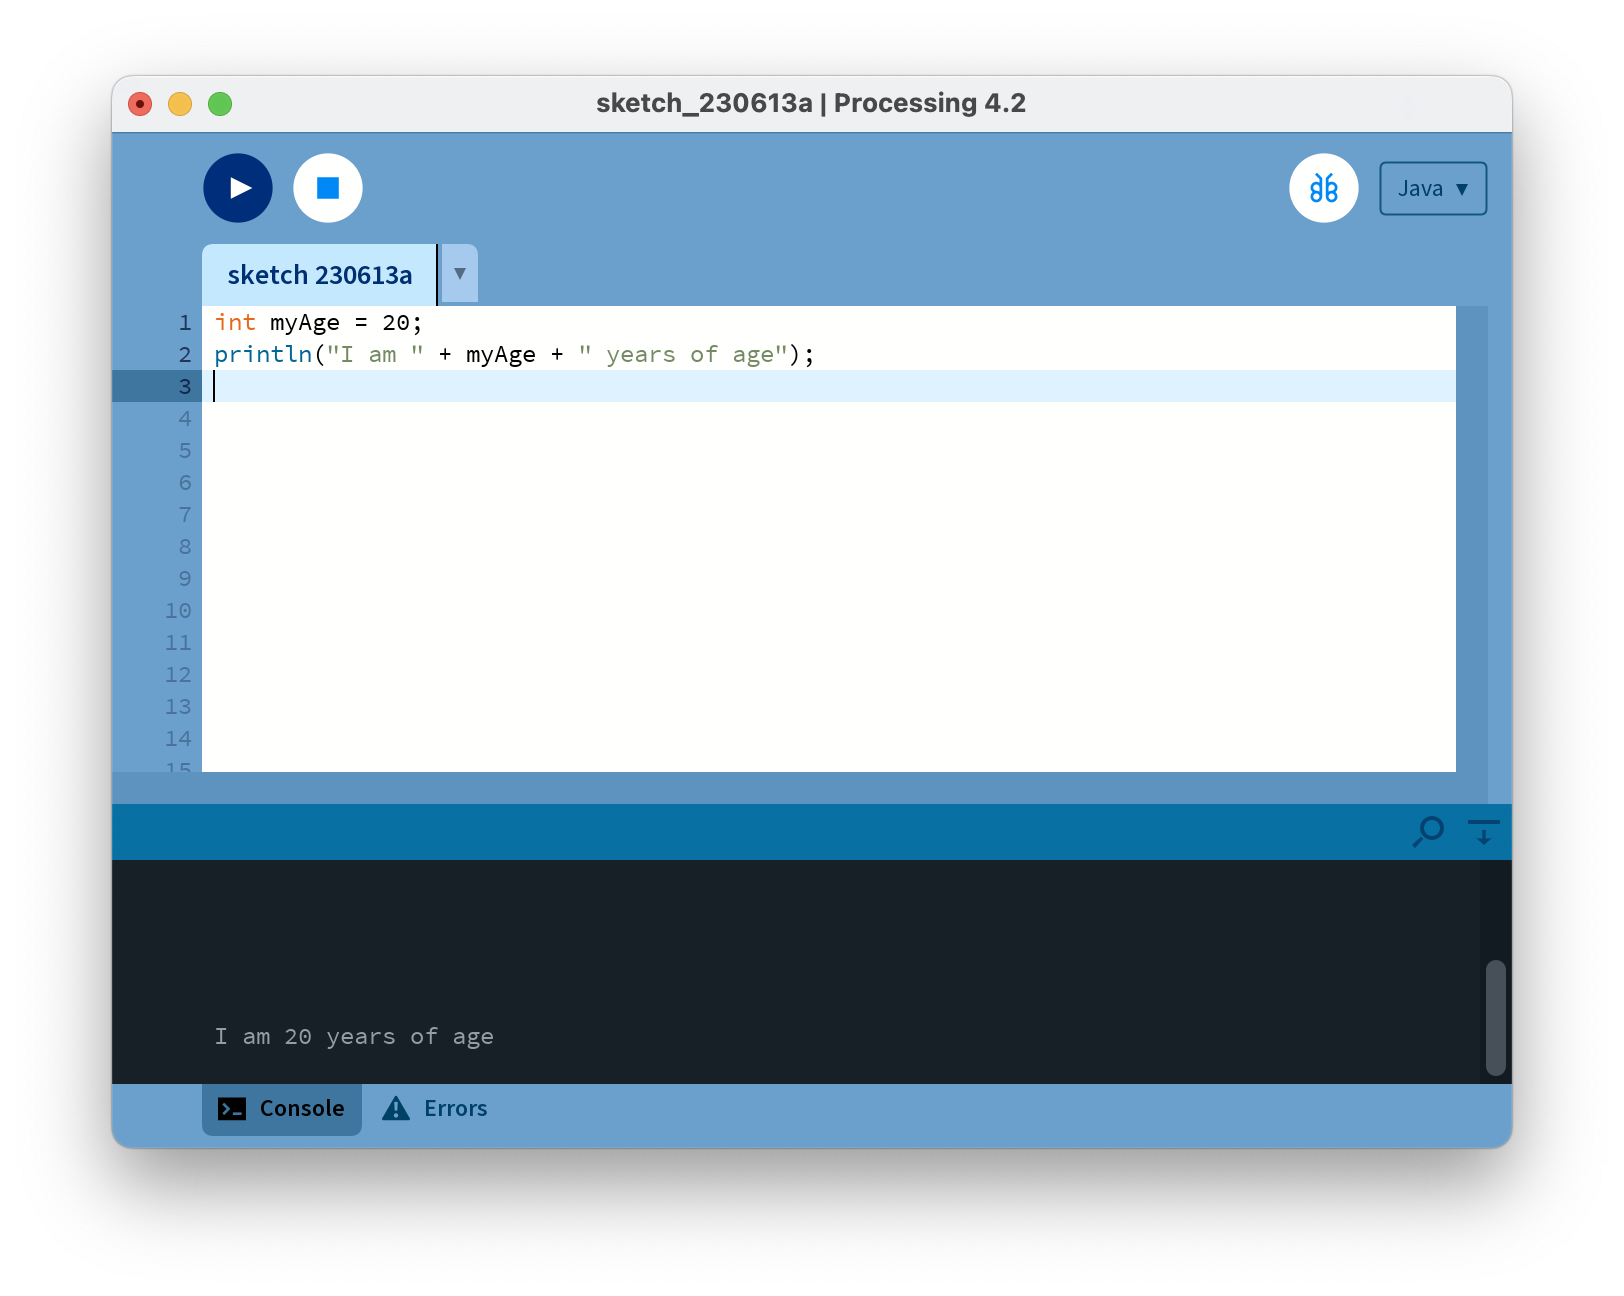 sketch_230613a | Processing 4.2
Java ▼
sketch 230613a ▼
1 int myAge = 20;
2 println("I am " + myAge + " years of age");
3
4
5
6
7
8
9
10
11
12
13
14
15
I am 20 years of age
Console Errors